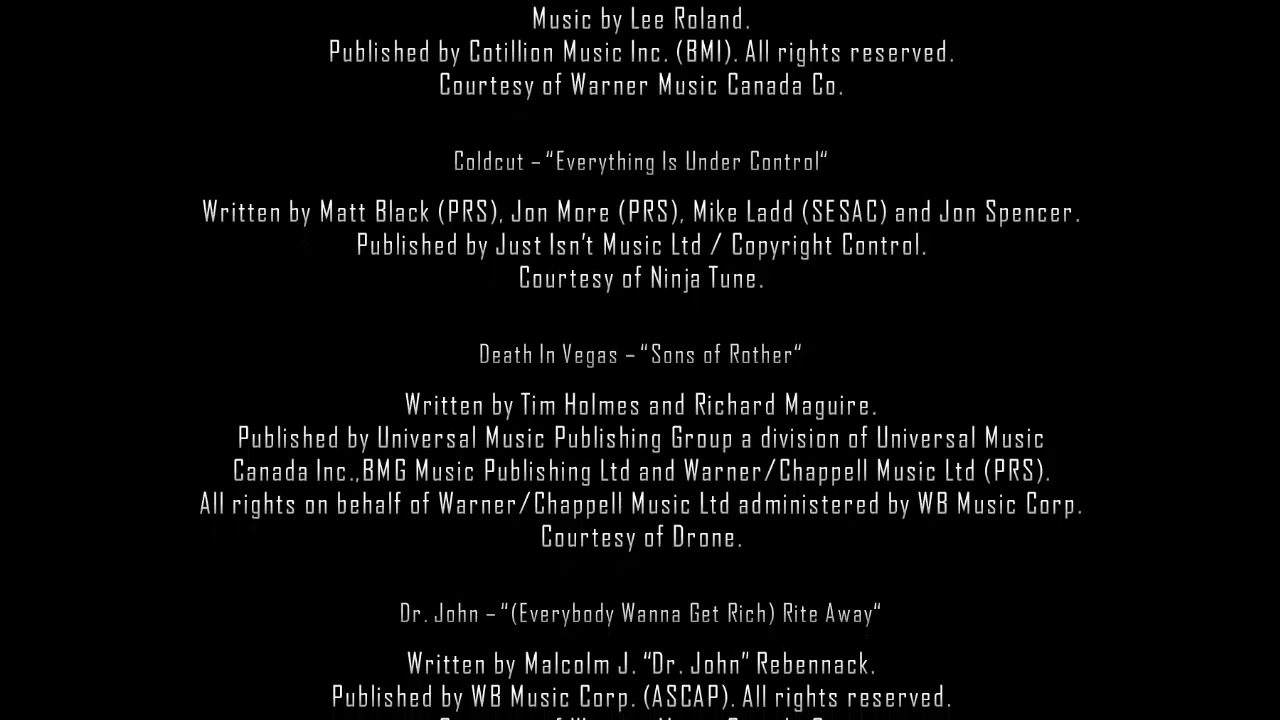 Music by Lee Roland.
Published by Cotillion Music Inc. (BMI). All rights reserved.
Courtesy of Warner Music Canada Co.
Coldcut – “Everything Is Under Control“
Written by Matt Black (PRS), Jon More (PRS), Mike Ladd (SESAC) and Jon Spencer.
Published by Just Isn’t Music Ltd / Copyright Control.
Courtesy of Ninja Tune.
Death In Vegas – “Sons of Rother“
Written by Tim Holmes and Richard Maguire.
Published by Universal Music Publishing Group a division of Universal Music
Canada Inc.,BMG Music Publishing Ltd and Warner/Chappell Music Ltd (PRS).
All rights on behalf of Warner/Chappell Music Ltd administered by WB Music Corp.
Courtesy of Drone.
Dr. John – “(Everybody Wanna Get Rich) Rite Away“
Written by Malcolm J. “Dr. John” Rebennack.
Published by WB Music Corp. (ASCAP). All rights reserved.